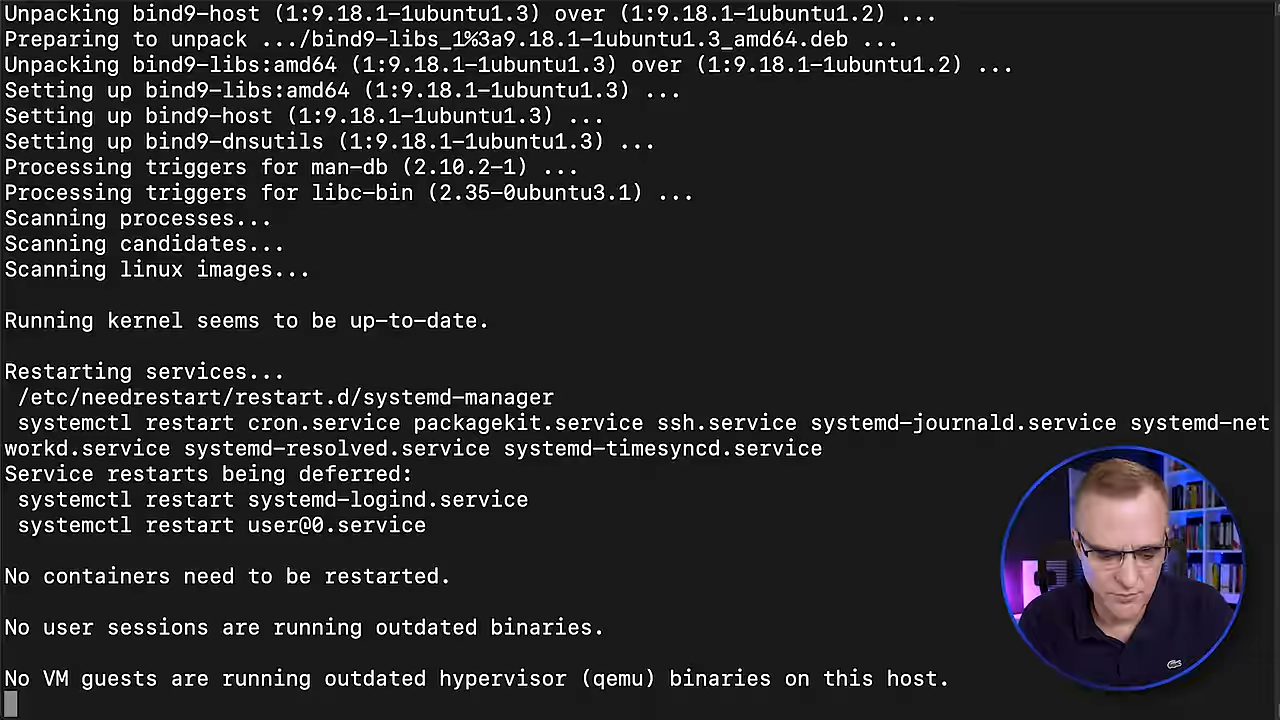 Unpacking bind9-host (1:9.18.1-1ubuntu1.3) over (1:9.18.1-1ubuntu1.2) ...
Preparing to unpack .../bind9-libs_1%3a9.18.1-1ubuntu1.3_amd64.deb ...
Unpacking bind9-libs:amd64 (1:9.18.1-1ubuntu1.3) over (1:9.18.1-1ubuntu1.2) ...
Setting up bind9-libs:amd64 (1:9.18.1-1ubuntu1.3) ...
Setting up bind9-host (1:9.18.1-1ubuntu1.3) ...
Setting up bind9-dnsutils (1:9.18.1-1ubuntu1.3) ...
Processing triggers for man-db (2.10.2-1) ...
Processing triggers for libc-bin (2.35-0ubuntu3.1) ...
Scanning processes...
Scanning candidates...
Scanning linux images...
Running kernel seems to be up-to-date.
Restarting services...
/etc/needrestart/restart.d/systemd-manager
systemctl restart cron.service packagekit.service ssh.service systemd-journald.service systemd-net
workd.service systemd-resolved.service systemd-timesyncd.service
Service restarts being deferred:
systemctl restart systemd-logind.service
systemctl restart user@0.service
No containers need to be restarted.
No user sessions are running outdated binaries.
No VM guests are running outdated hypervisor (qemu) binaries on this host.